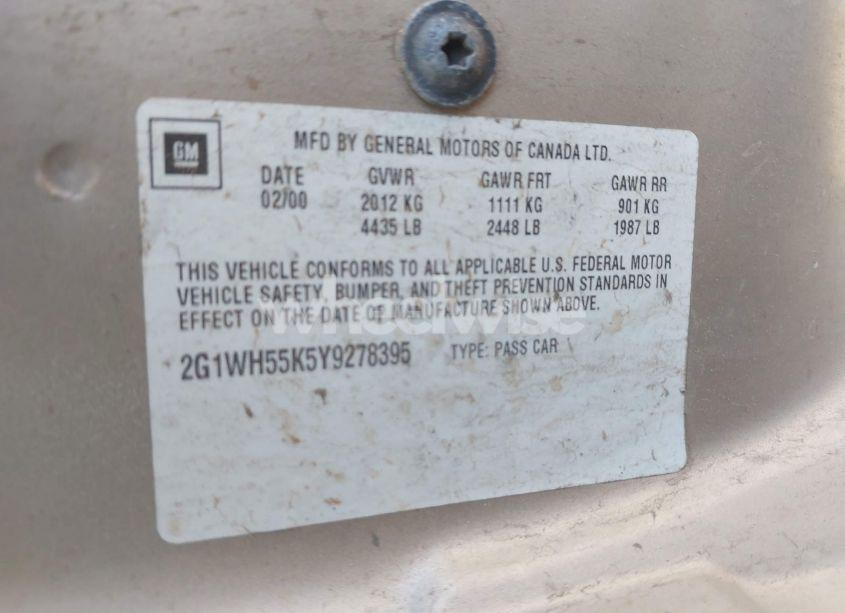 GM
MFD BY GENERAL MOTORS OF CANADA LTD.
DATE GVWR GAWR FRT GAWR RR
02/00 2012 KG 1111 KG 901 KG
4435 LB 2448 LB 1987 LB
THIS VEHICLE CONFORMS TO ALL APPLICABLE U.S. FEDERAL MOTOR
VEHICLE SAFETY, BUMPER, AND THEFT PREVENTION STANDARDS IN
EFFECT ON THE DATE OF MANUFACTURE SHOWN ABOVE.
wheelwise
2G1WH55K5Y9278395 TYPE: PASS CAR